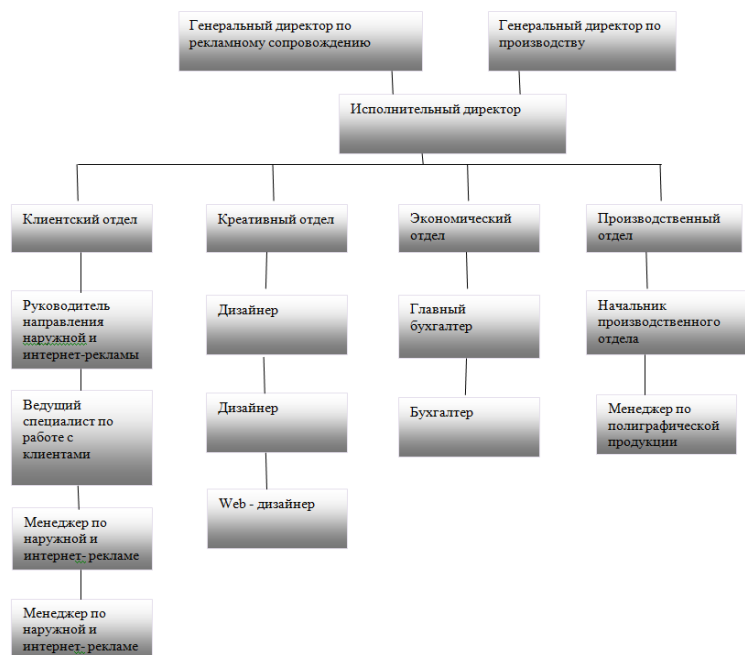 Генеральный директор по
рекламному сопровождению
Генеральный директор по
производству
Исполнительный директор
Клиентский отдел
Креативный отдел
Экономический
отдел
Производственный
отдел
Руководитель
направления
наружной и
интернет-рекламы
Дизайнер
Главный
бухгалтер
Начальник
производственного
отдела
Ведущий
специалист по
работе с
клиентами
Дизайнер
Бухгалтер
Менеджер по
полиграфической
продукции
Менеджер по
наружной и
интернет- рекламе
Web - дизайнер
Менеджер по
наружной и
интернет- рекламе